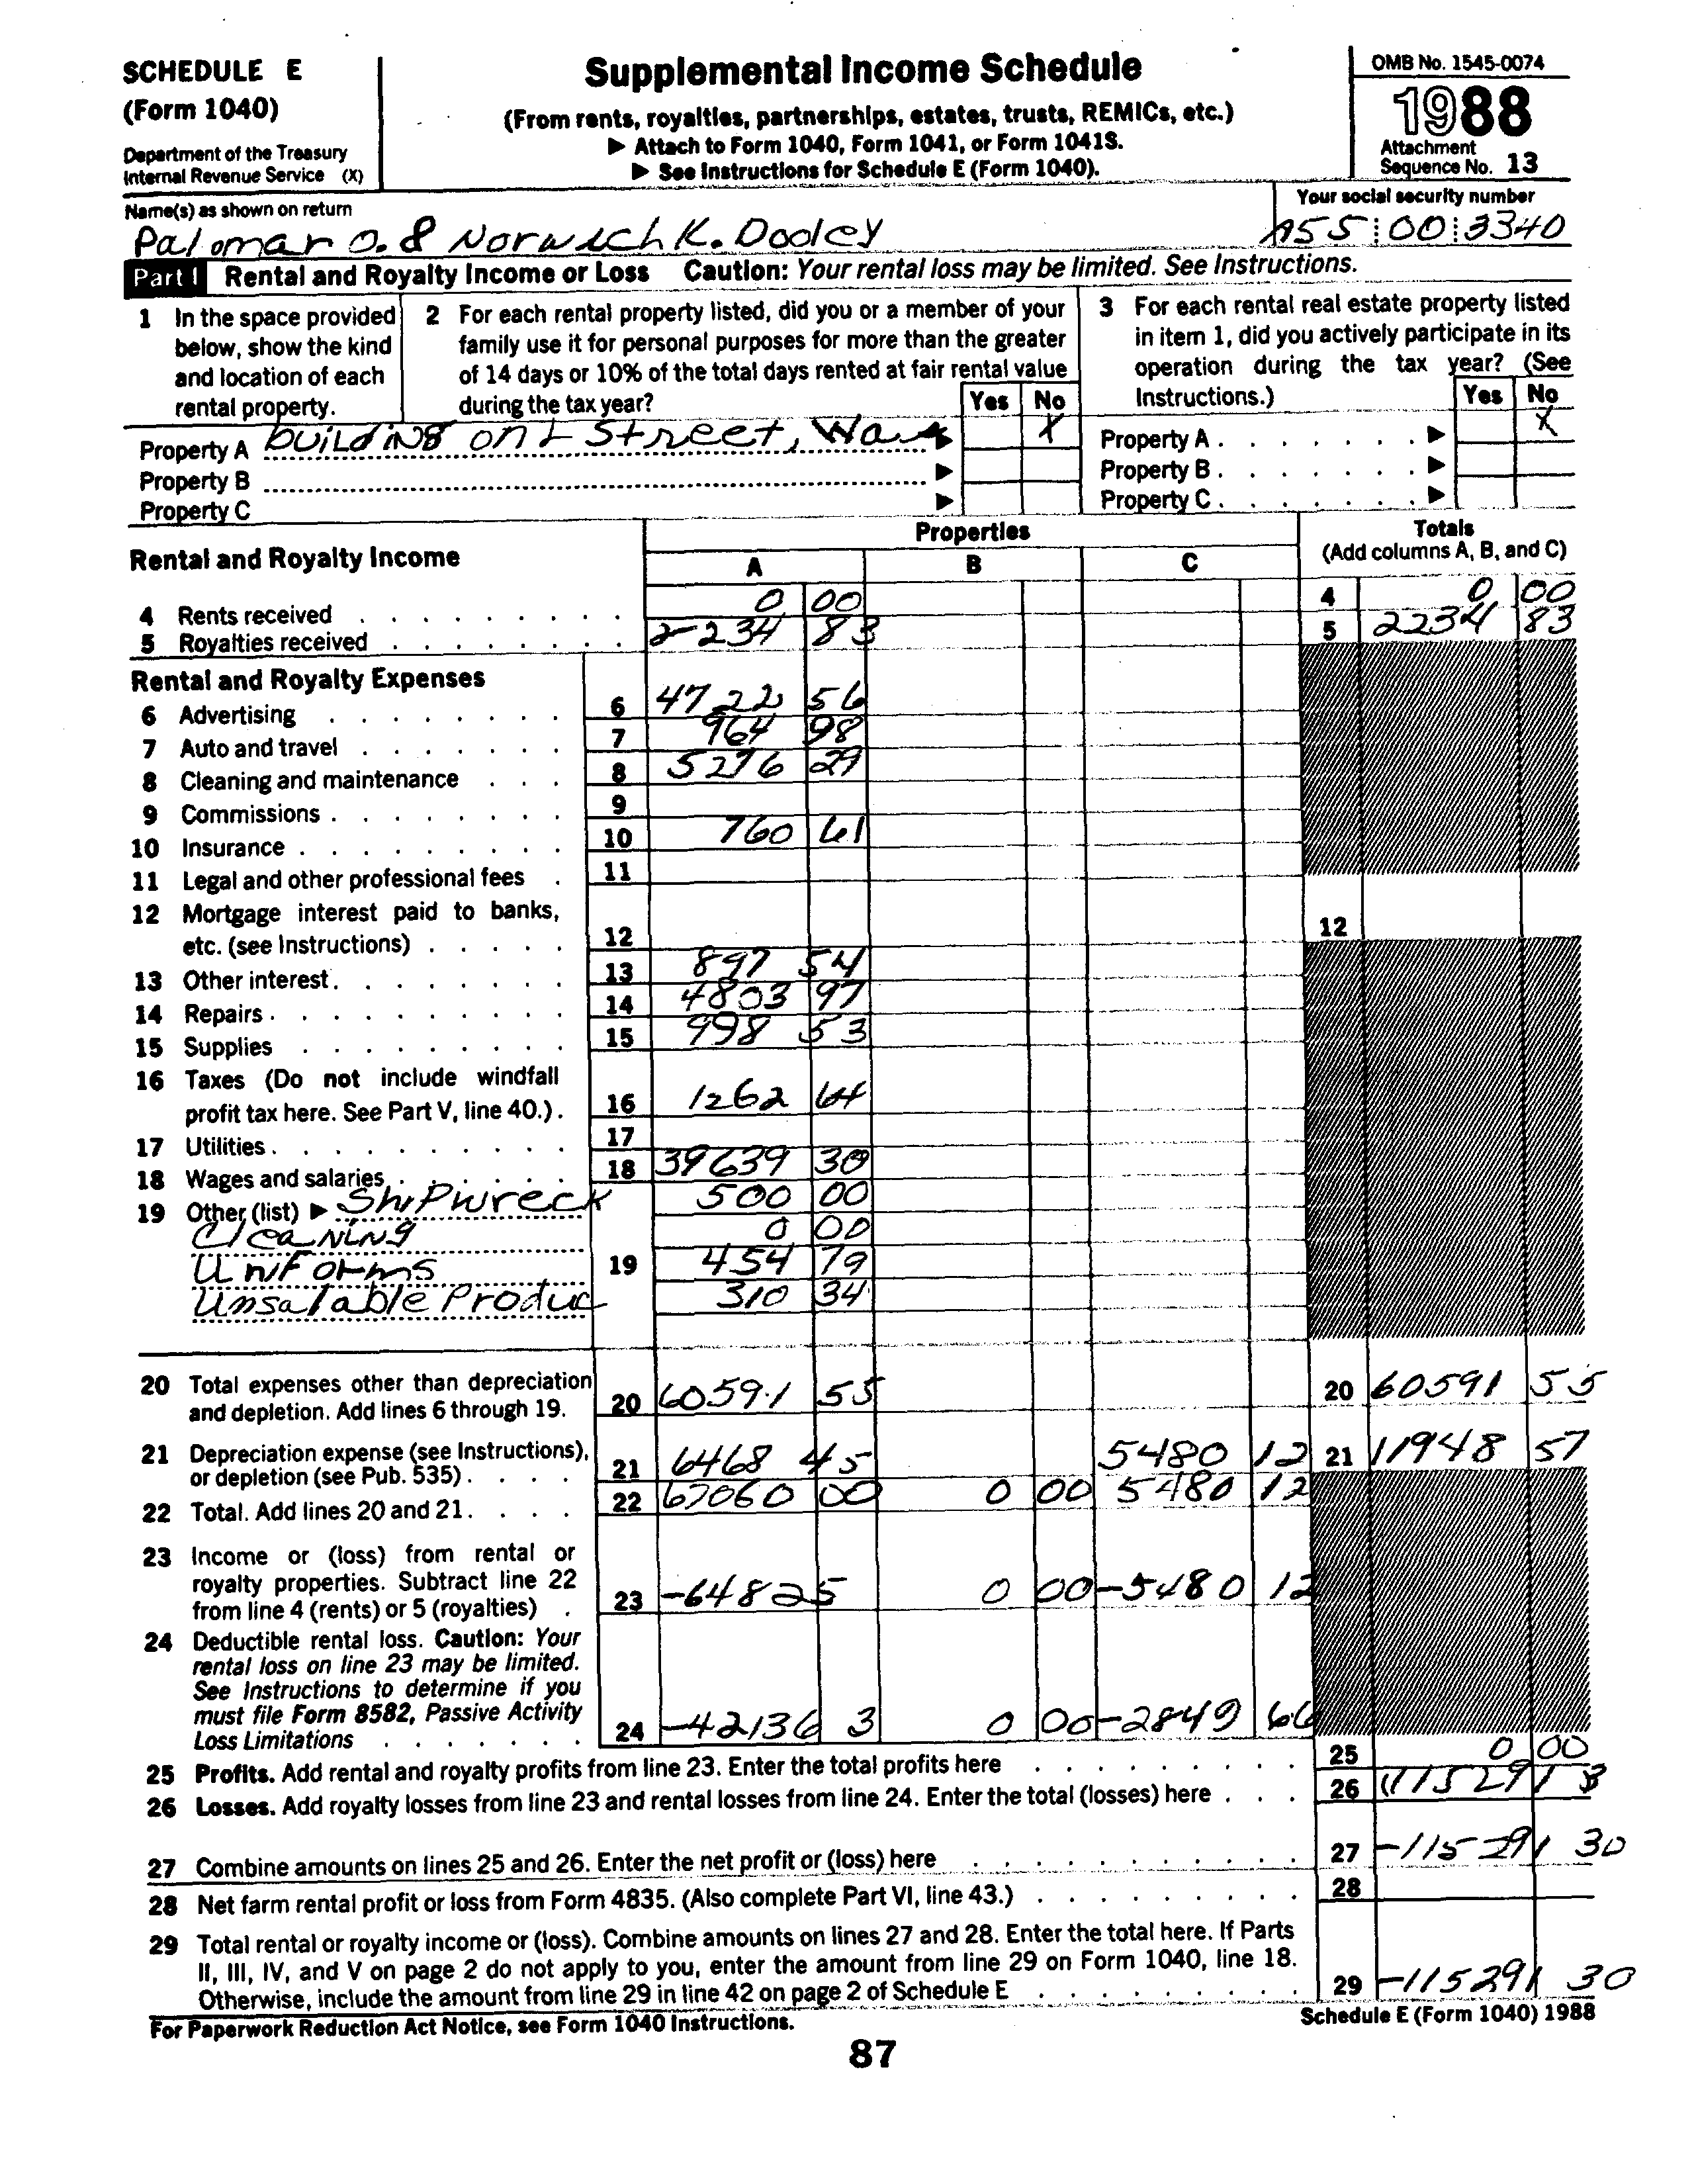 SCHEDULE E
(Form 1040)
Department of the Treasury
Internal Revenue Service (X)
Supplemental Income Schedule
(From rents, royalties, partnerships, estates, trusts, REMICs, etc.)
▶ Attach to Form 1040, Form 1041, or Form 1041S.
▶ See Instructions for Schedule E (Form 1040).
OMB No. 1545-0074
1988
Attachment
Sequence No. 13
Name(s) as shown on return
Palomar O. & Norwich K. Dooley
Your social security number
A55 00 3340
Part I Rental and Royalty Income or Loss Caution: Your rental loss may be limited. See Instructions.
1 In the space provided below, show the kind and location of each rental property.
2 For each rental property listed, did you or a member of your family use it for personal purposes for more than the greater of 14 days or 10% of the total days rented at fair rental value during the tax year?
Yes No
3 For each rental real estate property listed in item 1, did you actively participate in its operation during the tax year? (See Instructions.)
Yes No
Property A building on L Street, Wa ▶ X Property A ▶ X
Property B ▶ Property B ▶
Property C ▶ Property C ▶
Rental and Royalty Income
Properties
A B C
Totals
(Add columns A, B, and C)
4 Rents received 0 00 4 0 00
5 Royalties received 2234 83 5 2234 83
Rental and Royalty Expenses
6 Advertising 6 4722 56
7 Auto and travel 7 964 98
8 Cleaning and maintenance 8 5276 29
9 Commissions 9
10 Insurance 10 760 61
11 Legal and other professional fees 11
12 Mortgage interest paid to banks, etc. (see Instructions) 12 12
13 Other interest 13 897 54
14 Repairs 14 4803 97
15 Supplies 15 998 53
16 Taxes (Do not include windfall profit tax here. See Part V, line 40.) 16 1262 64
17 Utilities 17
18 Wages and salaries 18 39639 30
19 Other (list) ▶ Shipwreck 500 00
Cleaning 0 00
Uniforms 19 454 79
Unsalable Produc 310 34
20 Total expenses other than depreciation and depletion. Add lines 6 through 19. 20 60591 55 20 60591 55
21 Depreciation expense (see Instructions), or depletion (see Pub. 535) 21 6468 45 5480 12 21 11948 57
22 Total. Add lines 20 and 21 22 67060 00 0 00 5480 12
23 Income or (loss) from rental or royalty properties. Subtract line 22 from line 4 (rents) or 5 (royalties) 23 -64825 0 00 -5480 12
24 Deductible rental loss. Caution: Your rental loss on line 23 may be limited. See Instructions to determine if you must file Form 8582, Passive Activity Loss Limitations 24 -42136 3 0 00 -2849 66
25 Profits. Add rental and royalty profits from line 23. Enter the total profits here 25 0 00
26 Losses. Add royalty losses from line 23 and rental losses from line 24. Enter the total (losses) here 26 (115291 3
27 Combine amounts on lines 25 and 26. Enter the net profit or (loss) here 27 -115291 30
28 Net farm rental profit or loss from Form 4835. (Also complete Part VI, line 43.) 28
29 Total rental or royalty income or (loss). Combine amounts on lines 27 and 28. Enter the total here. If Parts II, III, IV, and V on page 2 do not apply to you, enter the amount from line 29 on Form 1040, line 18. Otherwise, include the amount from line 29 in line 42 on page 2 of Schedule E 29 -115291 30
For Paperwork Reduction Act Notice, see Form 1040 Instructions.
Schedule E (Form 1040) 1988
87